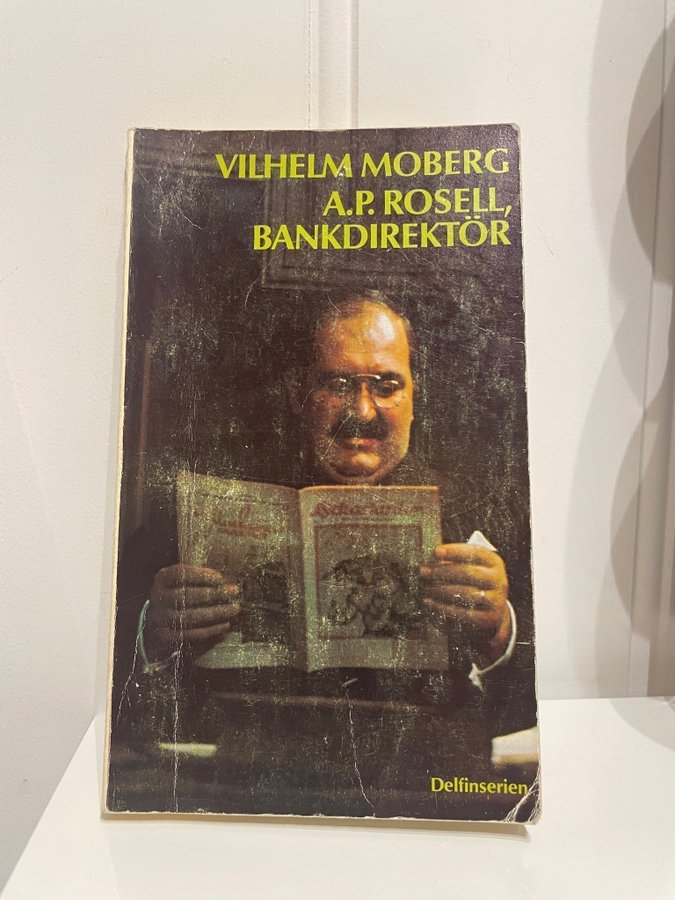 VILHELM MOBERG
A.P. ROSELL,
BANKDIREKTÖR
Delfinserien